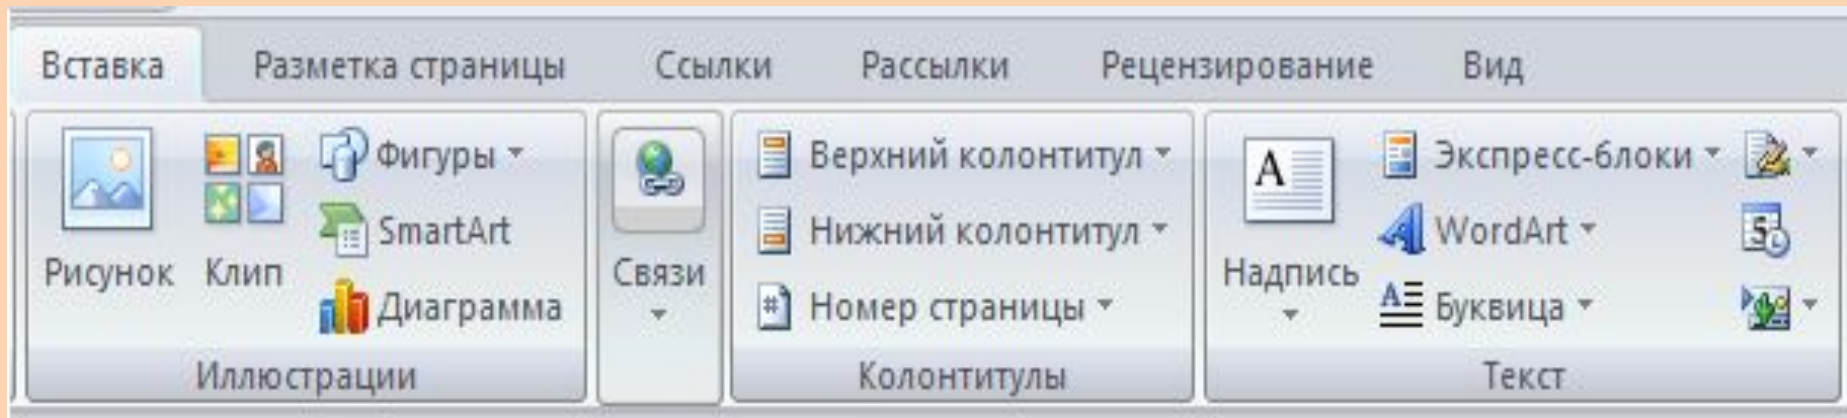 Вставка Разметка страницы Ссылки Рассылки Рецензирование Вид
Рисунок
Клип
Фигуры
SmartArt
Диаграмма
Иллюстрации
Связи
Верхний колонтитул
Нижний колонтитул
Номер страницы
Колонтитулы
A
Надпись
Экспресс-блоки
WordArt
Буквица
5
Текст